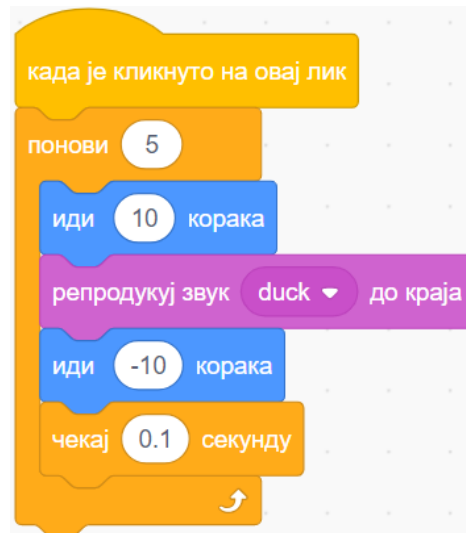 када је кликнуто на овај лик
понови 5
иди 10 корака
репродукуј звук duck до краја
иди -10 корака
чекај 0.1 секунду